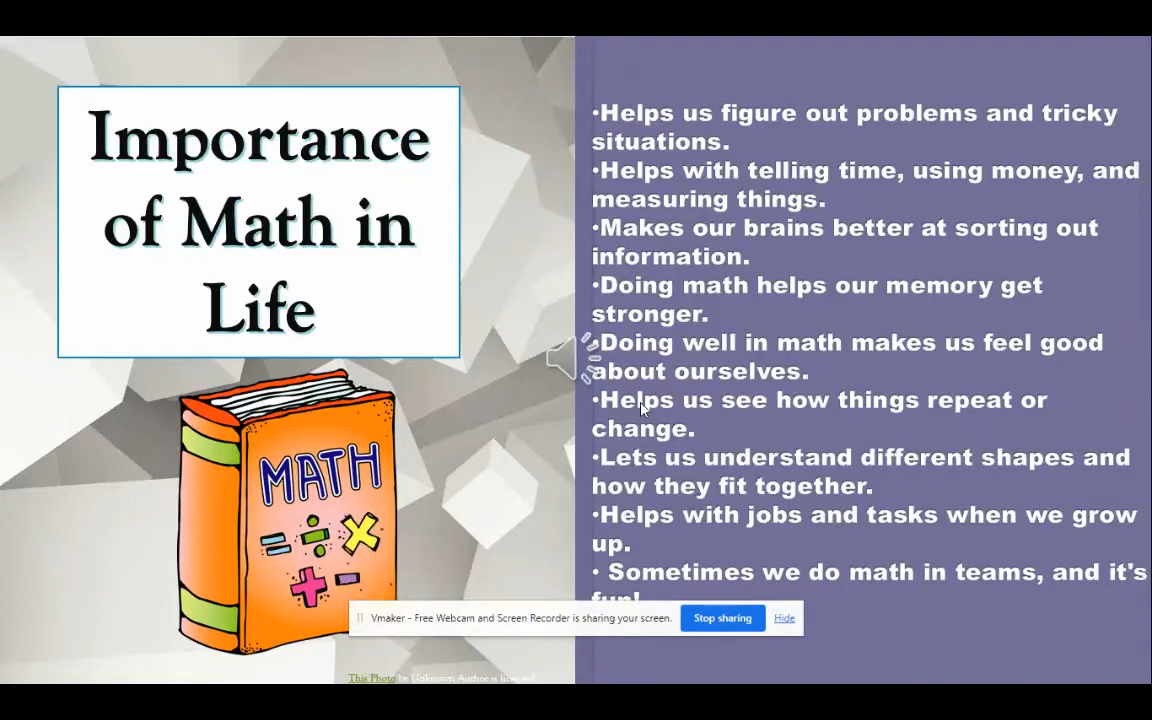 Importance
of Math in
Life
•Helps us figure out problems and tricky
situations.
•Helps with telling time, using money, and
measuring things.
•Makes our brains better at sorting out
information.
•Doing math helps our memory get
stronger.
•Doing well in math makes us feel good
about ourselves.
•Helps us see how things repeat or
change.
•Lets us understand different shapes and
how they fit together.
•Helps with jobs and tasks when we grow
up.
• Sometimes we do math in teams, and it's
fun!
MATH
= ÷ ×
+ -
Vmaker - Free Webcam and Screen Recorder is sharing your screen.
Stop sharing
Hide
This Photo by Unknown Author is licensed